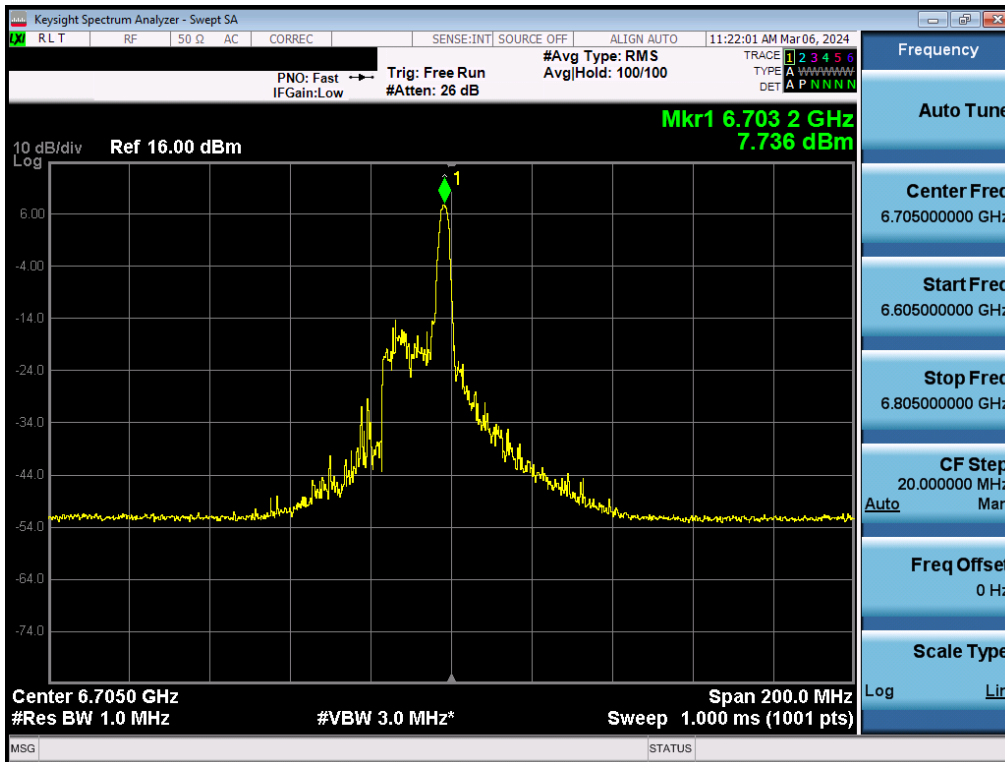 Keysight Spectrum Analyzer - Swept SA
LXI RLT RF 50 Ω AC CORREC SENSE:INT SOURCE OFF ALIGN AUTO 11:22:01 AM Mar 06, 2024
PNO: Fast
IFGain:Low
Trig: Free Run
#Atten: 26 dB
#Avg Type: RMS
Avg|Hold: 100/100
TRACE 1 2 3 4 5 6
TYPE A WWWWW
DET A P N N N N
Mkr1 6.703 2 GHz
7.736 dBm
10 dB/div
Log
Ref 16.00 dBm
1
6.00
-4.00
-14.0
-24.0
-34.0
-44.0
-54.0
-64.0
-74.0
Center 6.7050 GHz
Span 200.0 MHz
#Res BW 1.0 MHz
#VBW 3.0 MHz*
Sweep 1.000 ms (1001 pts)
MSG
STATUS
Frequency
Auto Tune
Center Freq
6.705000000 GHz
Start Freq
6.605000000 GHz
Stop Freq
6.805000000 GHz
CF Step
20.000000 MHz
Auto Man
Freq Offset
0 Hz
Scale Type
Log Lin